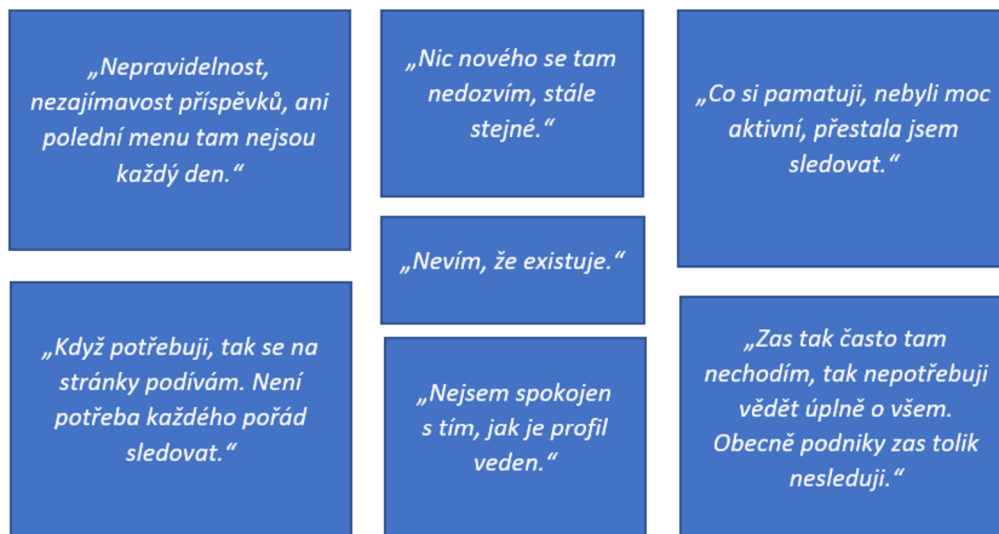 „Nepravidelnost,
nezajímavost příspěvků, ani
polední menu tam nejsou
každý den.“
„Nic nového se tam
nedozvím, stále
stejné.“
„Co si pamatuji, nebyli moc
aktivní, přestala jsem
sledovat.“
„Nevím, že existuje.“
„Když potřebuji, tak se na
stránky podívám. Není
potřeba každého pořád
sledovat.“
„Nejsem spokojen
s tím, jak je profil
veden.“
„Zas tak často tam
nechodím, tak nepotřebuji
vědět úplně o všem.
Obecně podniky zas tolik
nesleduji.“